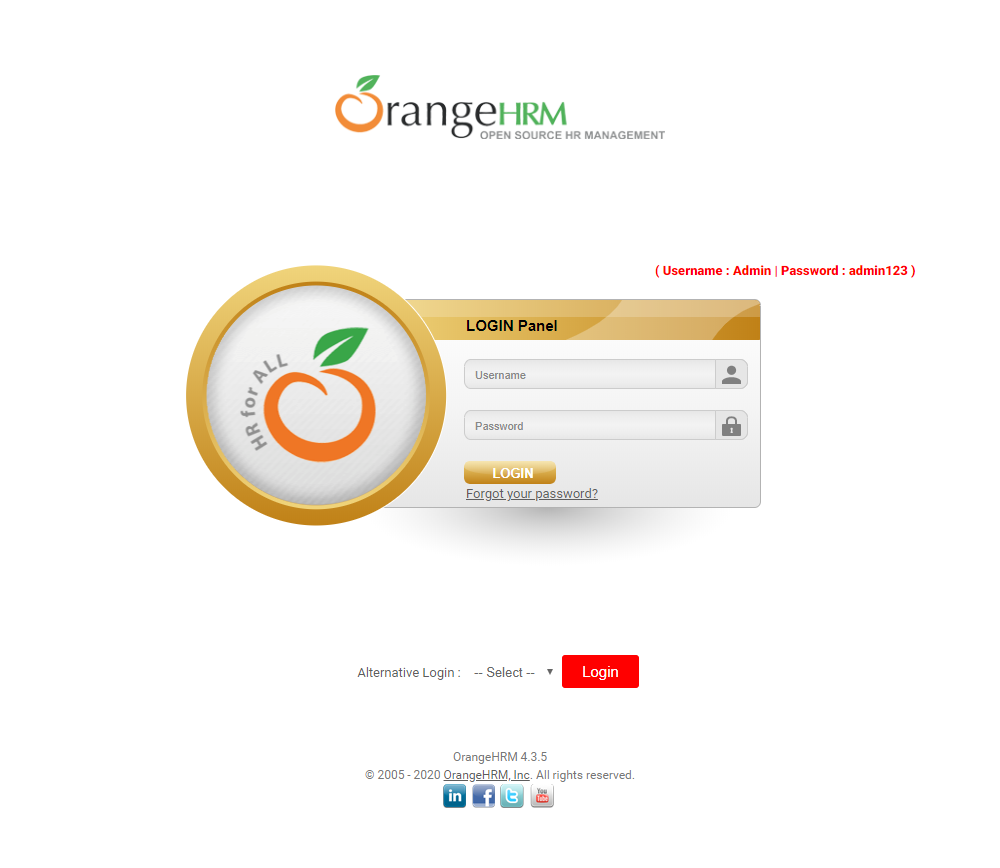 OrangeHRM
OPEN SOURCE HR MANAGEMENT
( Username : Admin | Password : admin123 )
HR for ALL
LOGIN Panel
Username
Password
LOGIN
Forgot your password?
Alternative Login : -- Select -- Login
OrangeHRM 4.3.5
© 2005 - 2020 OrangeHRM, Inc. All rights reserved.
in f t You Tube